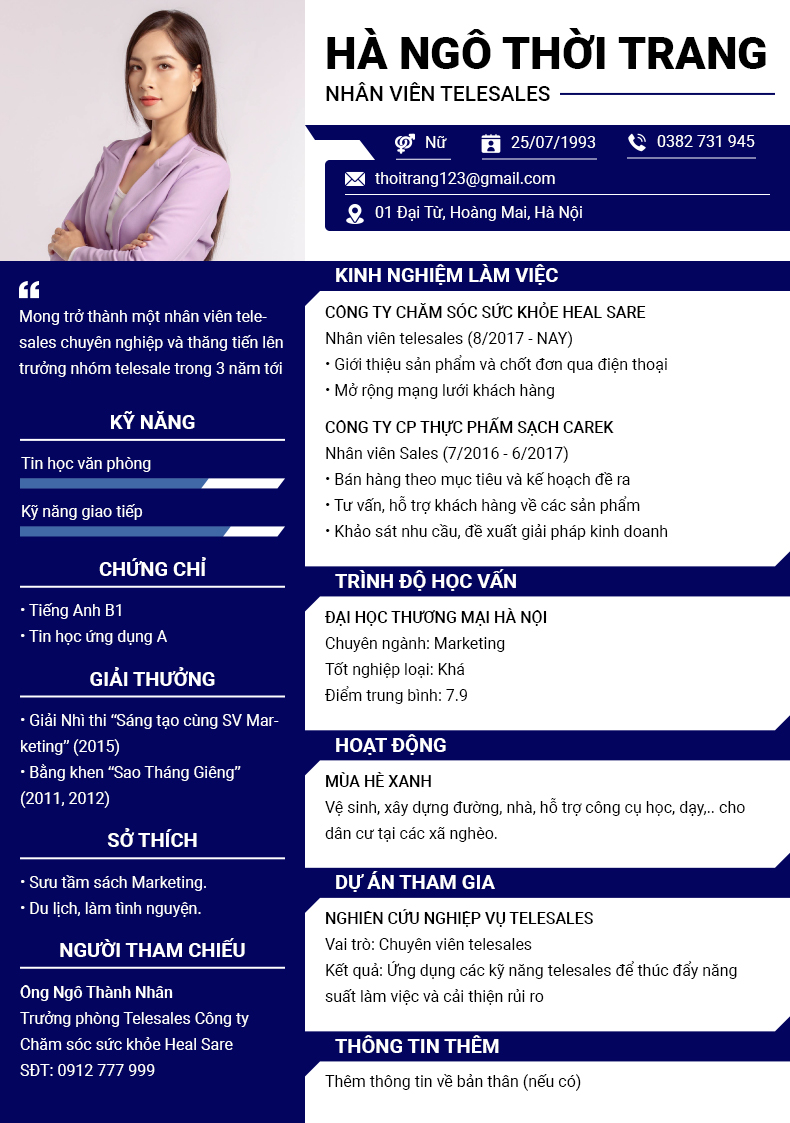 HÀ NGÔ THỜI TRANG
NHÂN VIÊN TELESALES
Nữ
25/07/1993
0382 731 945
thoitrang123@gmail.com
01 Đại Từ, Hoàng Mai, Hà Nội
Mong trở thành một nhân viên tele-
sales chuyên nghiệp và thăng tiến lên
trưởng nhóm telesale trong 3 năm tới
KỸ NĂNG
Tin học văn phòng
Kỹ năng giao tiếp
CHỨNG CHỈ
• Tiếng Anh B1
• Tin học ứng dụng A
GIẢI THƯỞNG
• Giải Nhì thi “Sáng tạo cùng SV Mar-
keting” (2015)
• Bằng khen “Sao Tháng Giêng”
(2011, 2012)
SỞ THÍCH
• Sưu tầm sách Marketing.
• Du lịch, làm tình nguyện.
NGƯỜI THAM CHIẾU
Ông Ngô Thành Nhân
Trưởng phòng Telesales Công ty
Chăm sóc sức khỏe Heal Sare
SĐT: 0912 777 999
KINH NGHIỆM LÀM VIỆC
CÔNG TY CHĂM SÓC SỨC KHỎE HEAL SARE
Nhân viên telesales (8/2017 - NAY)
• Giới thiệu sản phẩm và chốt đơn qua điện thoại
• Mở rộng mạng lưới khách hàng
CÔNG TY CP THỰC PHẨM SẠCH CAREK
Nhân viên Sales (7/2016 - 6/2017)
• Bán hàng theo mục tiêu và kế hoạch đề ra
• Tư vấn, hỗ trợ khách hàng về các sản phẩm
• Khảo sát nhu cầu, đề xuất giải pháp kinh doanh
TRÌNH ĐỘ HỌC VẤN
ĐẠI HỌC THƯƠNG MẠI HÀ NỘI
Chuyên ngành: Marketing
Tốt nghiệp loại: Khá
Điểm trung bình: 7.9
HOẠT ĐỘNG
MÙA HÈ XANH
Vệ sinh, xây dựng đường, nhà, hỗ trợ công cụ học, dạy,.. cho
dân cư tại các xã nghèo.
DỰ ÁN THAM GIA
NGHIÊN CỨU NGHIỆP VỤ TELESALES
Vai trò: Chuyên viên telesales
Kết quả: Ứng dụng các kỹ năng telesales để thúc đẩy năng
suất làm việc và cải thiện rủi ro
THÔNG TIN THÊM
Thêm thông tin về bản thân (nếu có)